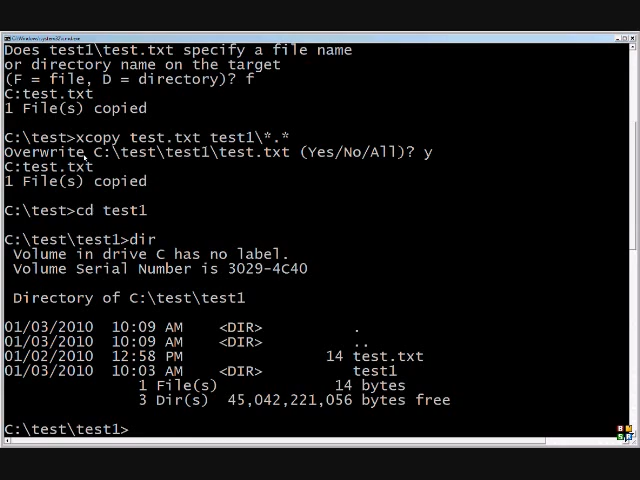 C:\Windows\system32\cmd.exe
Does test1\test.txt specify a file name
or directory name on the target
(F = file, D = directory)? f
C:test.txt
1 File(s) copied
C:\test>xcopy test.txt test1\*.*
Overwrite C:\test\test1\test.txt (Yes/No/All)? y
C:test.txt
1 File(s) copied
C:\test>cd test1
C:\test\test1>dir
Volume in drive C has no label.
Volume Serial Number is 3029-4C40
Directory of C:\test\test1
01/03/2010 10:09 AM <DIR> .
01/03/2010 10:09 AM <DIR> ..
01/02/2010 12:58 PM 14 test.txt
01/03/2010 10:03 AM <DIR> test1
1 File(s) 14 bytes
3 Dir(s) 45,042,221,056 bytes free
C:\test\test1>